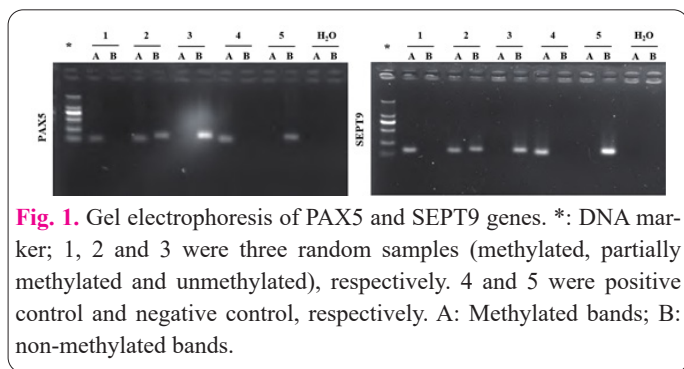 1 2 3 4 5 H₂O
* A B A B A B A B A B A B
PAX5
1 2 3 4 5 H₂O
* A B A B A B A B A B A B
SEPT9
Fig. 1. Gel electrophoresis of PAX5 and SEPT9 genes. *: DNA mar-
ker; 1, 2 and 3 were three random samples (methylated, partially
methylated and unmethylated), respectively. 4 and 5 were positive
control and negative control, respectively. A: Methylated bands; B:
non-methylated bands.